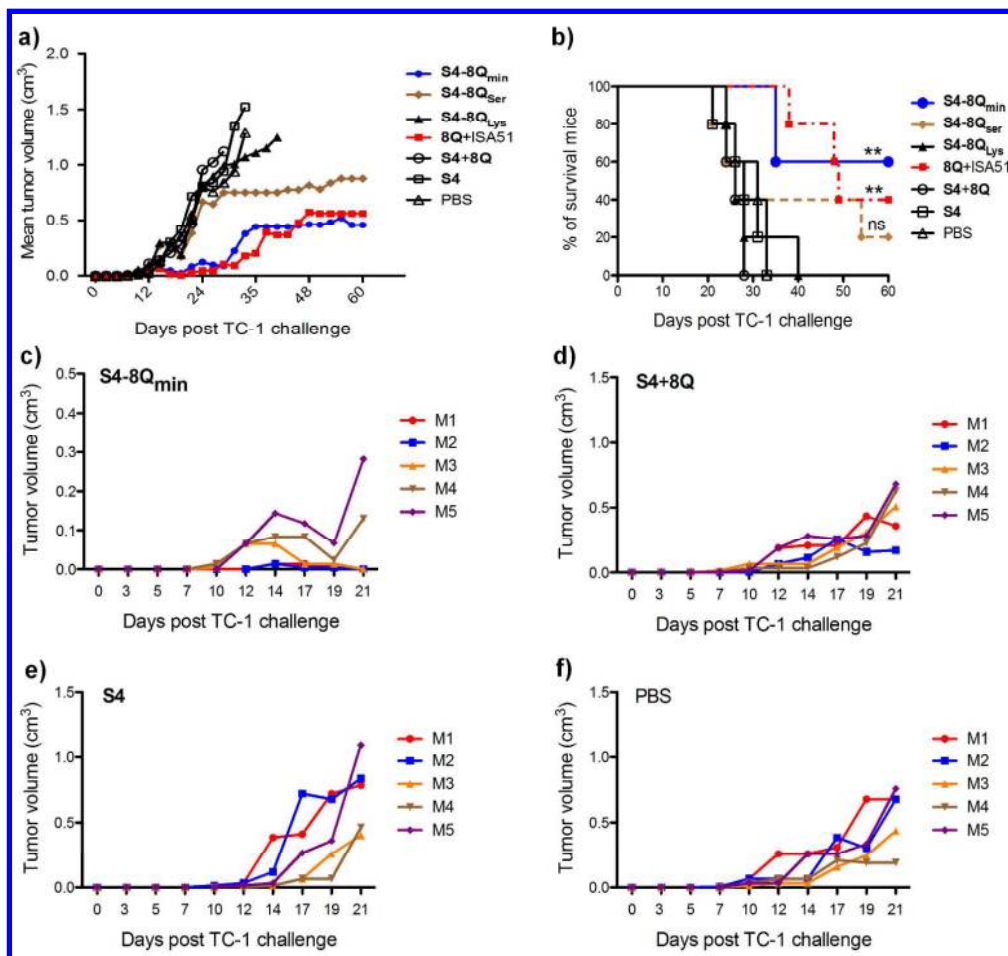 a)
Mean tumor volume (cm³)
2.0
1.5
1.0
0.5
0.0
0 12 24 35 48 60
Days post TC-1 challenge
S4-8Qmin
S4-8QSer
S4-8QLys
8Q+ISA51
S4+8Q
S4
PBS
b)
% of survival mice
100
80
60
40
20
0
0 20 40 60
Days post TC-1 challenge
**
**
ns
S4-8Qmin
S4-8Qser
S4-8QLys
8Q+ISA51
S4+8Q
S4
PBS
c)
S4-8Qmin
Tumor volume (cm³)
0.5
0.4
0.3
0.2
0.1
0.0
0 3 5 7 10 12 14 17 19 21
Days post TC-1 challenge
M1
M2
M3
M4
M5
d)
S4+8Q
Tumor volume (cm³)
1.5
1.0
0.5
0.0
0 3 5 7 10 12 14 17 19 21
Days post TC-1 challenge
M1
M2
M3
M4
M5
e)
S4
Tumor volume (cm³)
1.5
1.0
0.5
0.0
0 3 5 7 10 12 14 17 19 21
Days post TC-1 challenge
M1
M2
M3
M4
M5
f)
PBS
Tumor volume (cm³)
1.5
1.0
0.5
0.0
0 3 5 7 10 12 14 17 19 21
Days post TC-1 challenge
M1
M2
M3
M4
M5